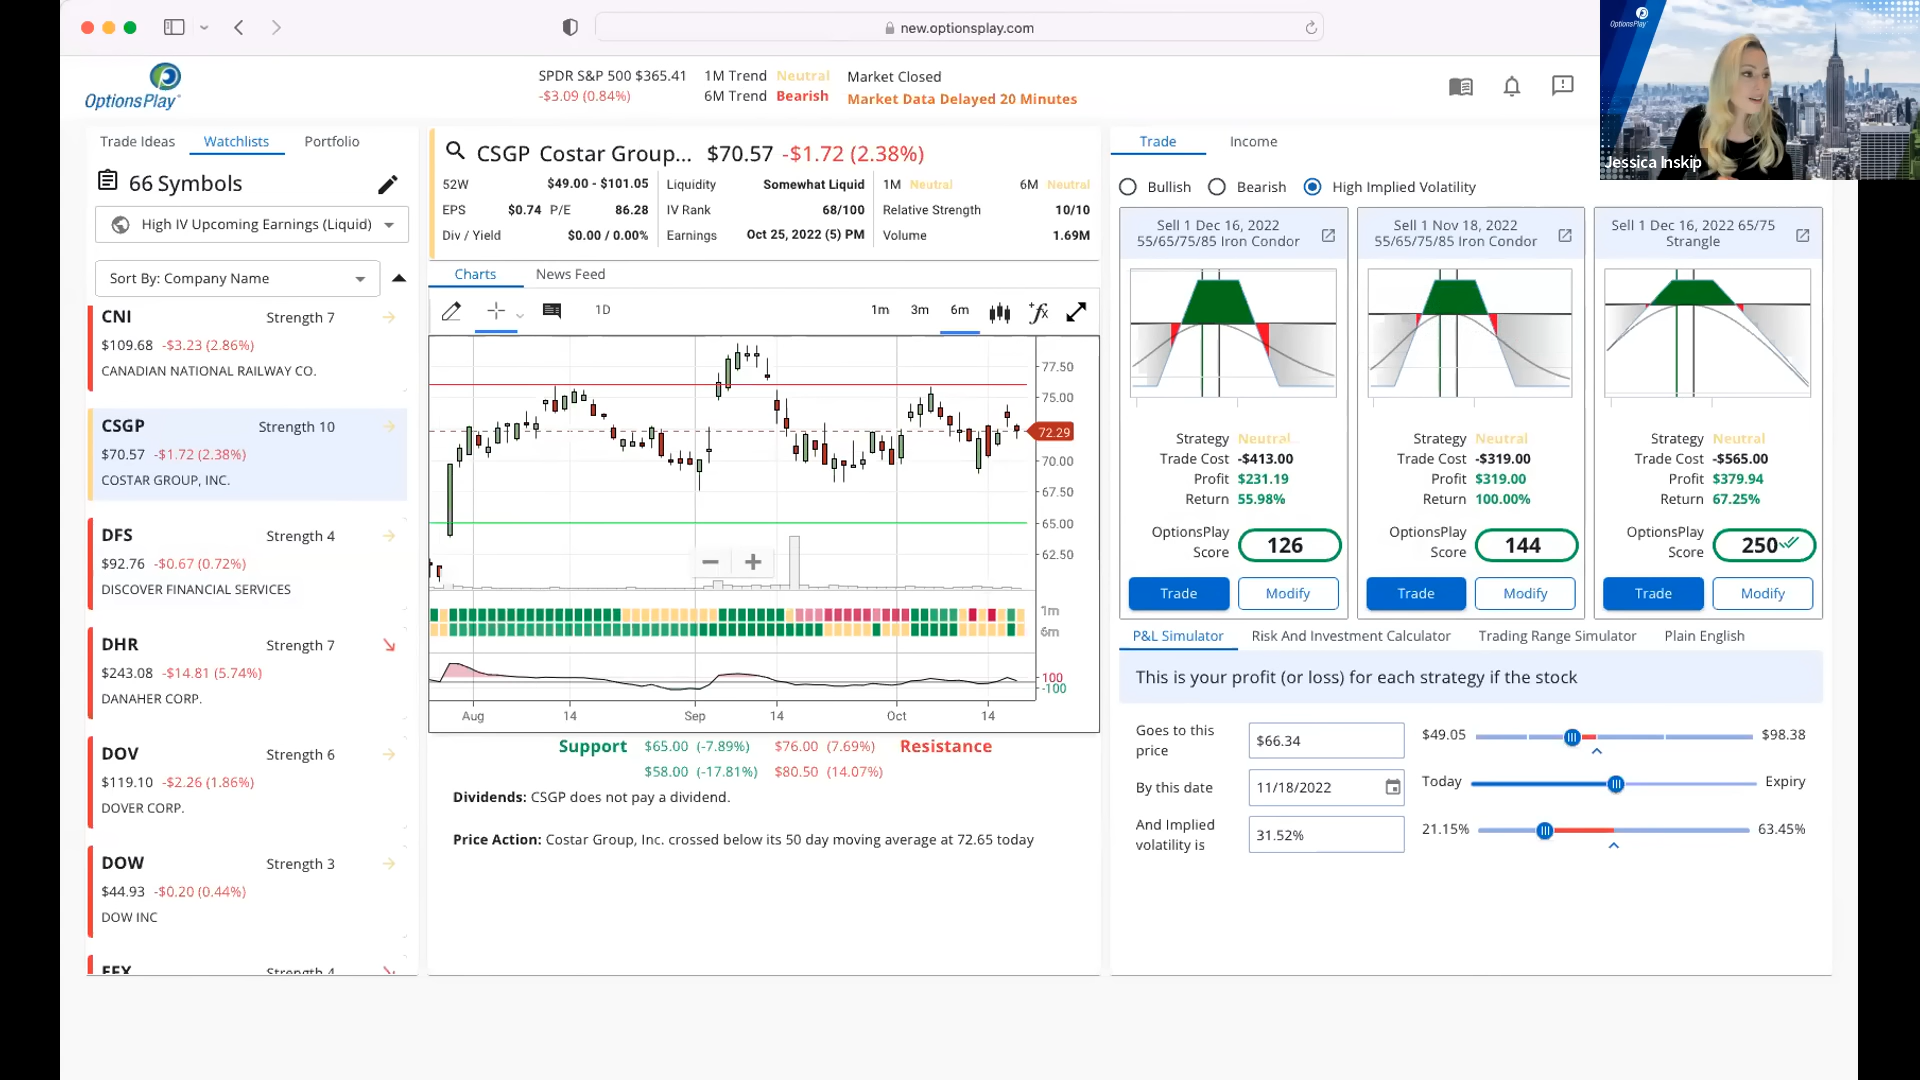 new.optionsplay.com
OptionsPlay
SPDR S&P 500 $365.41
-$3.09 (0.84%)
1M Trend Neutral
6M Trend Bearish
Market Closed
Market Data Delayed 20 Minutes
OptionsPlay
Jessica Inskip
Trade Ideas
Watchlists
Portfolio
66 Symbols
High IV Upcoming Earnings (Liquid)
Sort By: Company Name
CNI Strength 7
$109.68 -$3.23 (2.86%)
CANADIAN NATIONAL RAILWAY CO.
CSGP Strength 10
$70.57 -$1.72 (2.38%)
COSTAR GROUP, INC.
DFS Strength 4
$92.76 -$0.67 (0.72%)
DISCOVER FINANCIAL SERVICES
DHR Strength 7
$243.08 -$14.81 (5.74%)
DANAHER CORP.
DOV Strength 6
$119.10 -$2.26 (1.86%)
DOVER CORP.
DOW Strength 3
$44.93 -$0.20 (0.44%)
DOW INC
EFX Strength 4
CSGP Costar Group... $70.57 -$1.72 (2.38%)
52W $49.00 - $101.05 Liquidity Somewhat Liquid 1M Neutral 6M Neutral
EPS $0.74 P/E 86.28 IV Rank 68/100 Relative Strength 10/10
Div / Yield $0.00 / 0.00% Earnings Oct 25, 2022 (5) PM Volume 1.69M
Charts
News Feed
1D
1m 3m 6m
ƒx
77.50
75.00
72.29
70.00
67.50
65.00
62.50
1m
6m
100
-100
Aug 14 Sep 14 Oct 14
Support $65.00 (-7.89%) $76.00 (7.69%) Resistance
$58.00 (-17.81%) $80.50 (14.07%)
Dividends: CSGP does not pay a dividend.
Price Action: Costar Group, Inc. crossed below its 50 day moving average at 72.65 today
Trade
Income
Bullish
Bearish
High Implied Volatility
Sell 1 Dec 16, 2022
55/65/75/85 Iron Condor
Strategy Neutral
Trade Cost -$413.00
Profit $231.19
Return 55.98%
OptionsPlay
Score
126
Trade
Modify
Sell 1 Nov 18, 2022
55/65/75/85 Iron Condor
Strategy Neutral
Trade Cost -$319.00
Profit $319.00
Return 100.00%
OptionsPlay
Score
144
Trade
Modify
Sell 1 Dec 16, 2022 65/75
Strangle
Strategy Neutral
Trade Cost -$565.00
Profit $379.94
Return 67.25%
OptionsPlay
Score
250
Trade
Modify
P&L Simulator
Risk And Investment Calculator
Trading Range Simulator
Plain English
This is your profit (or loss) for each strategy if the stock
Goes to this
price
$66.34
$49.05
$98.38
By this date
11/18/2022
Today
Expiry
And Implied
volatility is
31.52%
21.15%
63.45%